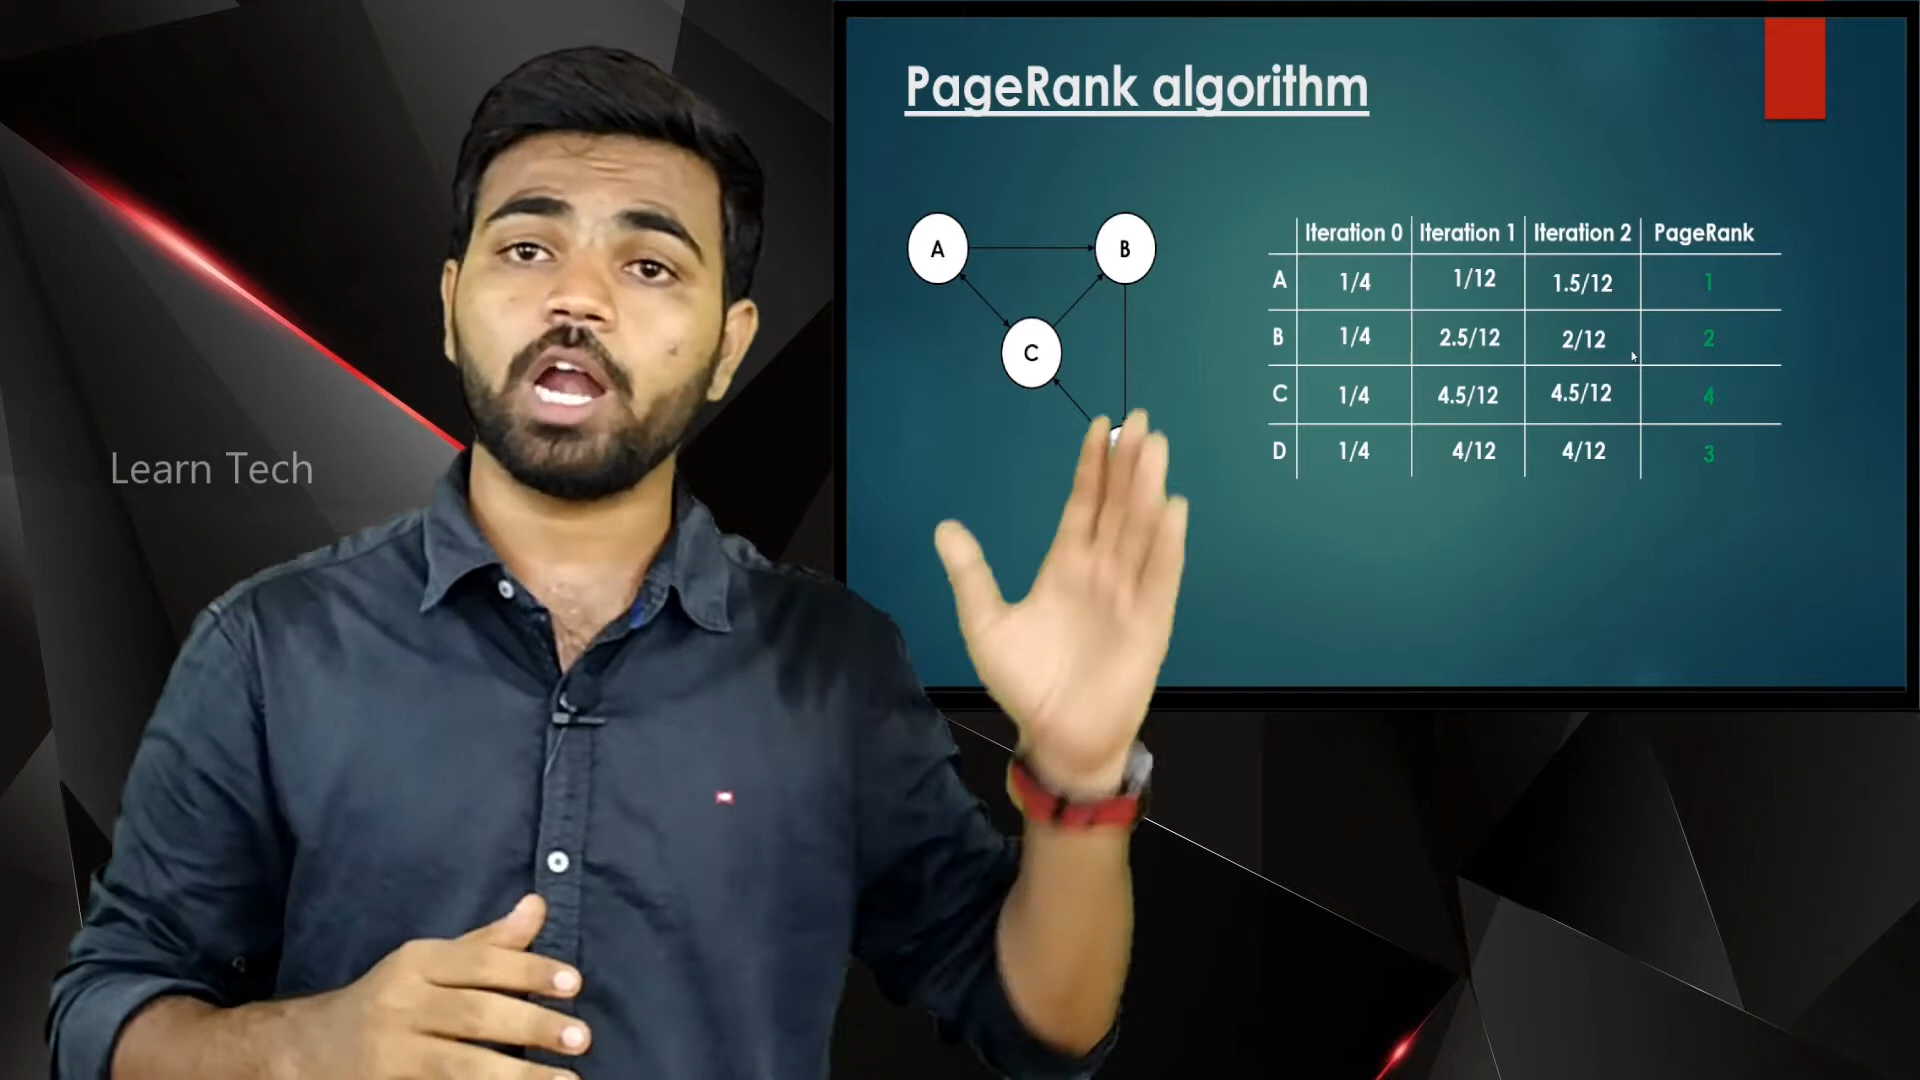 PageRank algorithm
A
B
C
Iteration 0 Iteration 1 Iteration 2 PageRank
A 1/4 1/12 1.5/12 1
B 1/4 2.5/12 2/12 2
C 1/4 4.5/12 4.5/12 4
D 1/4 4/12 4/12 3
Learn Tech